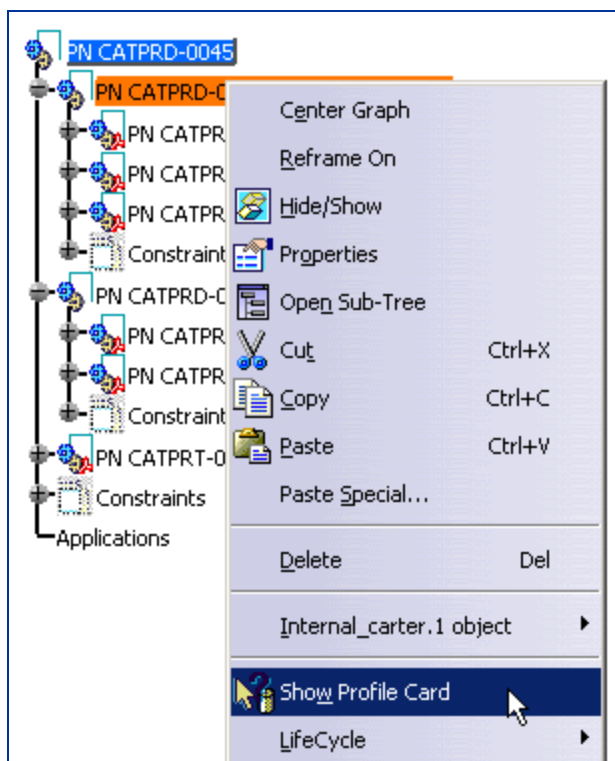 PN CATPRD-0045
PN CATPRD-0
PN CATPR
PN CATPR
PN CATPR
Constraint
PN CATPRD-0
PN CATPR
PN CATPR
Constraint
PN CATPRT-0
Constraints
Applications
Center Graph
Reframe On
Hide/Show
Properties
Open Sub-Tree
Cut Ctrl+X
Copy Ctrl+C
Paste Ctrl+V
Paste Special...
Delete Del
Internal_carter.1 object
Show Profile Card
LifeCycle